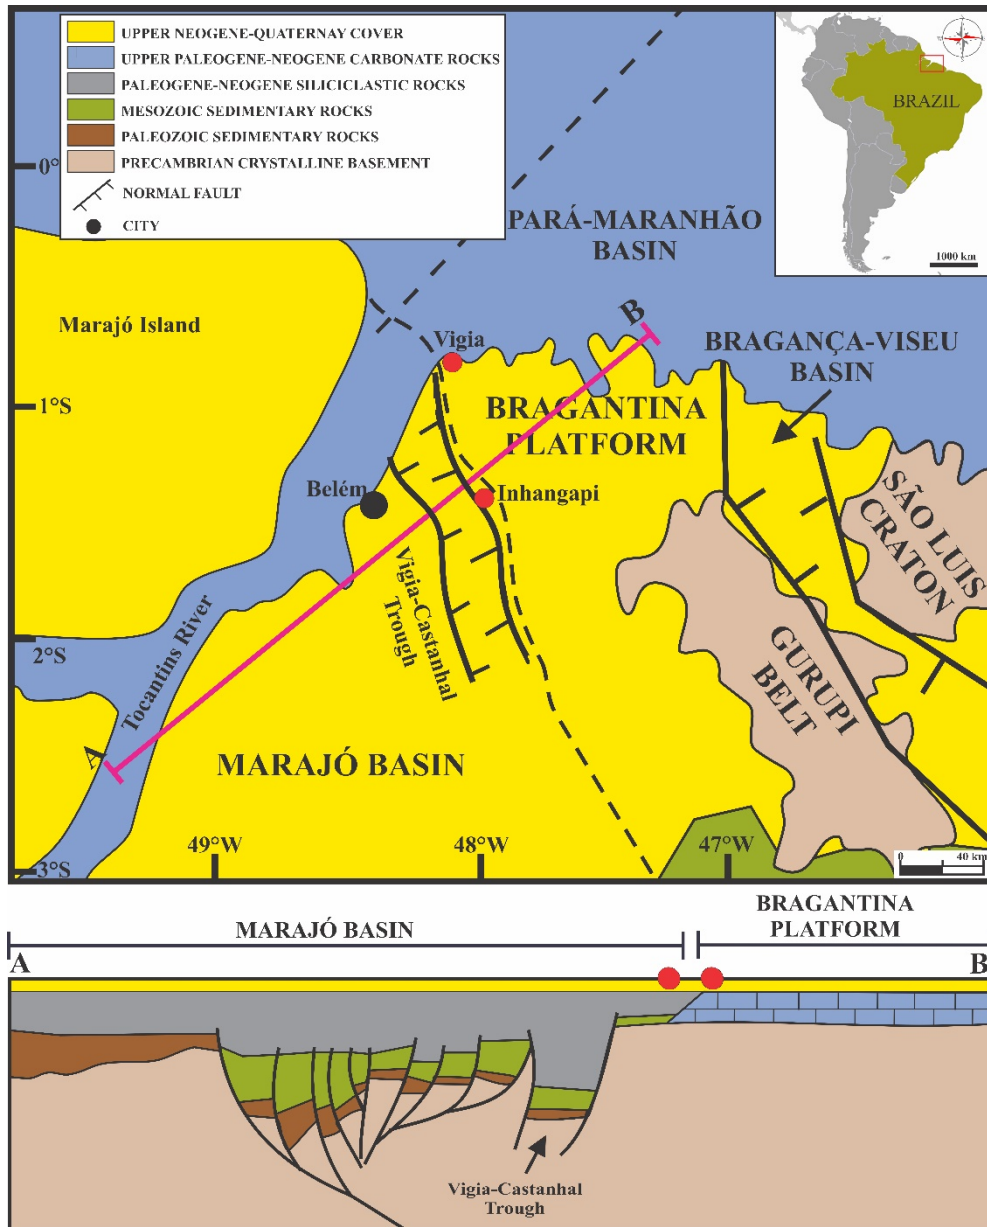 UPPER NEOGENE-QUATERNAY COVER
UPPER PALEOGENE-NEOGENE CARBONATE ROCKS
PALEOGENE-NEOGENE SILICICLASTIC ROCKS
MESOZOIC SEDIMENTARY ROCKS
PALEOZOIC SEDIMENTARY ROCKS
PRECAMBRIAN CRYSTALLINE BASEMENT
NORMAL FAULT
CITY
BRAZIL
1000 km
0°
PARÁ-MARANHÃO
BASIN
Marajó Island
B
Vigia
BRAGANÇA-VISEU
BASIN
1°S
BRAGANTINA
PLATFORM
Belém
Inhangapi
SÃO LUIS
CRATON
Vigia-Castanhal
Trough
2°S
Tocantins River
GURUPI
BELT
A
MARAJÓ BASIN
49°W
48°W
47°W
3°S
0
40 km
MARAJÓ BASIN
BRAGANTINA
PLATFORM
A
B
Vigia-Castanhal
Trough